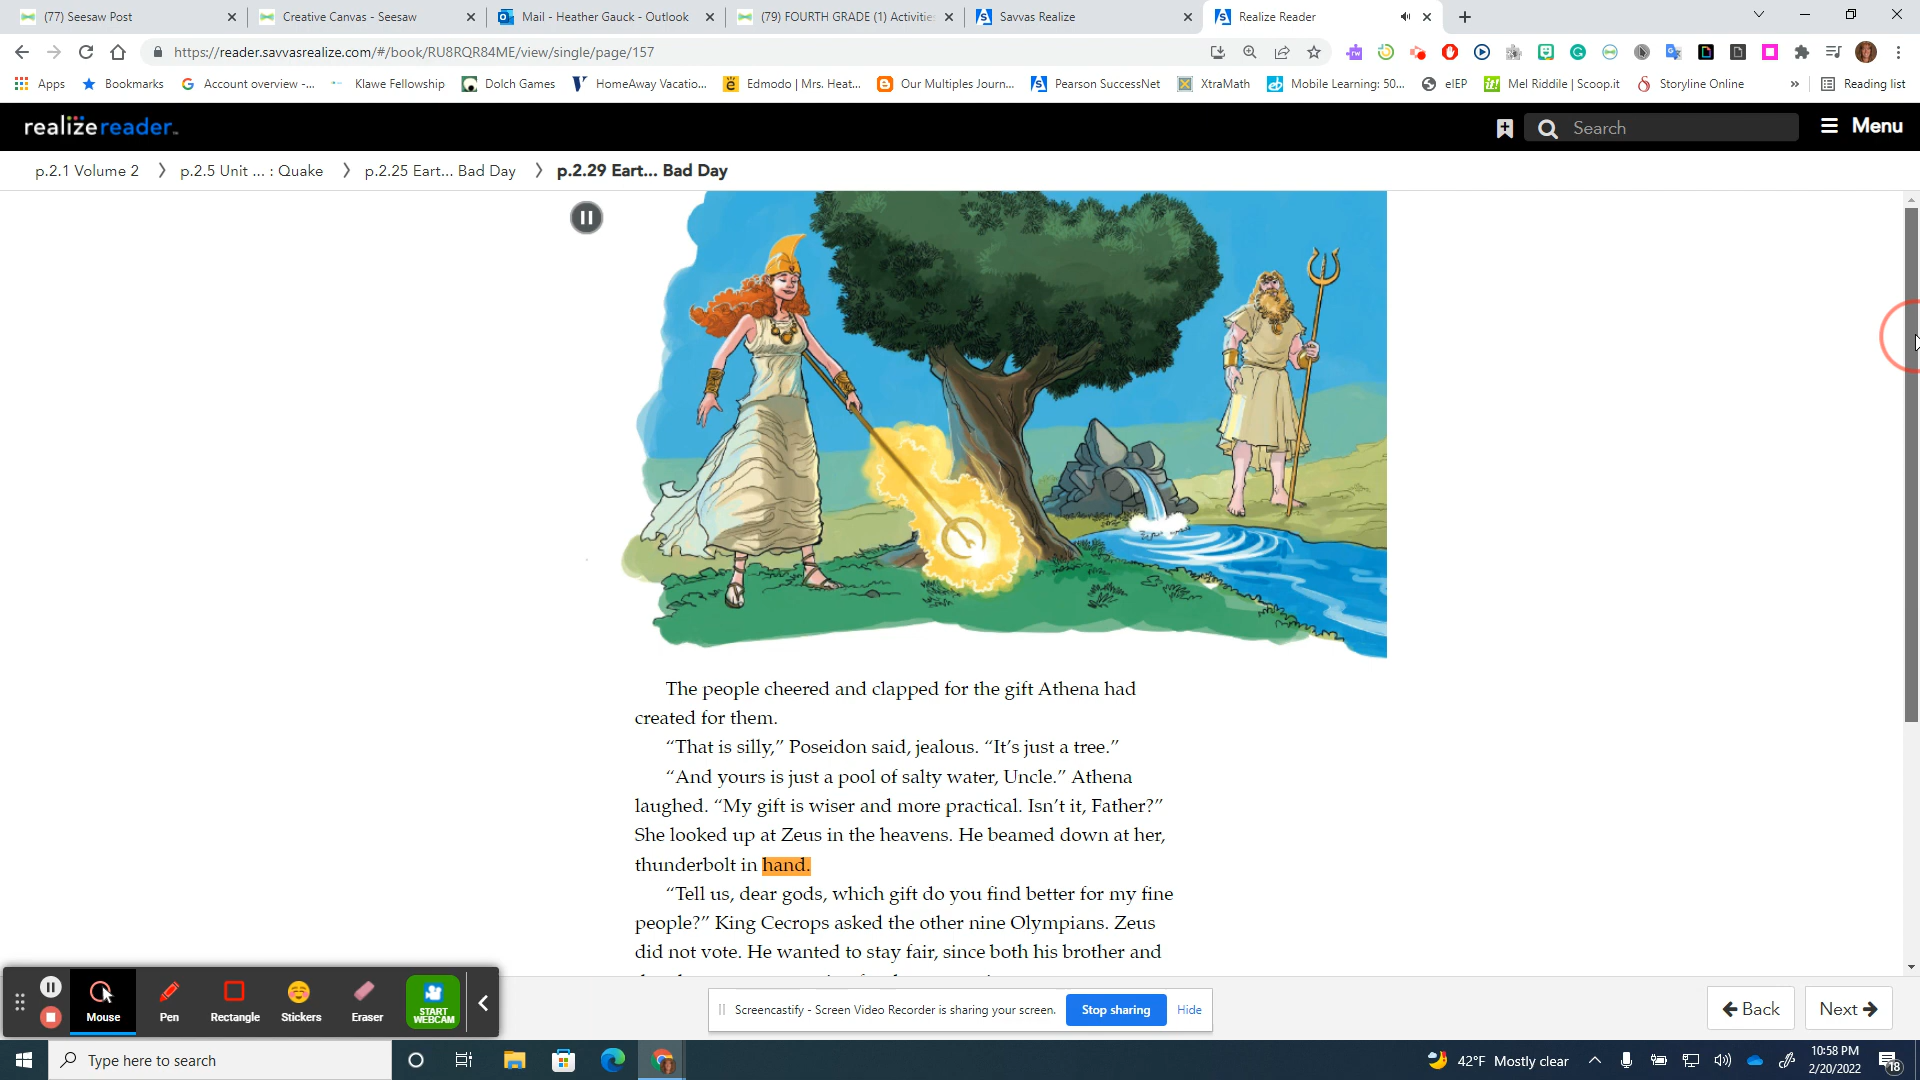 (77) Seesaw Post
Creative Canvas - Seesaw
Mail - Heather Gauck - Outlook
(79) FOURTH GRADE (1) Activitie
Savvas Realize
Realize Reader
https://reader.savvasrealize.com/#/book/RU8RQR84ME/view/single/page/157
Apps
Bookmarks
Account overview -...
Klawe Fellowship
Dolch Games
HomeAway Vacatio...
Edmodo | Mrs. Heat...
Our Multiples Journ...
Pearson SuccessNet
XtraMath
Mobile Learning: 50...
eIEP
Mel Riddile | Scoop.it
Storyline Online
»
Reading list
realizereader™
Search
Menu
p.2.1 Volume 2
p.2.5 Unit ... : Quake
p.2.25 Eart... Bad Day
p.2.29 Eart... Bad Day
The people cheered and clapped for the gift Athena had
created for them.
“That is silly,” Poseidon said, jealous. “It’s just a tree.”
“And yours is just a pool of salty water, Uncle.” Athena
laughed. “My gift is wiser and more practical. Isn’t it, Father?”
She looked up at Zeus in the heavens. He beamed down at her,
thunderbolt in hand.
“Tell us, dear gods, which gift do you find better for my fine
people?” King Cecrops asked the other nine Olympians. Zeus
did not vote. He wanted to stay fair, since both his brother and
Mouse
Pen
Rectangle
Stickers
Eraser
START
WEBCAM
Screencastify - Screen Video Recorder is sharing your screen.
Stop sharing
Hide
Back
Next
Type here to search
42°F Mostly clear
10:58 PM
2/20/2022
18